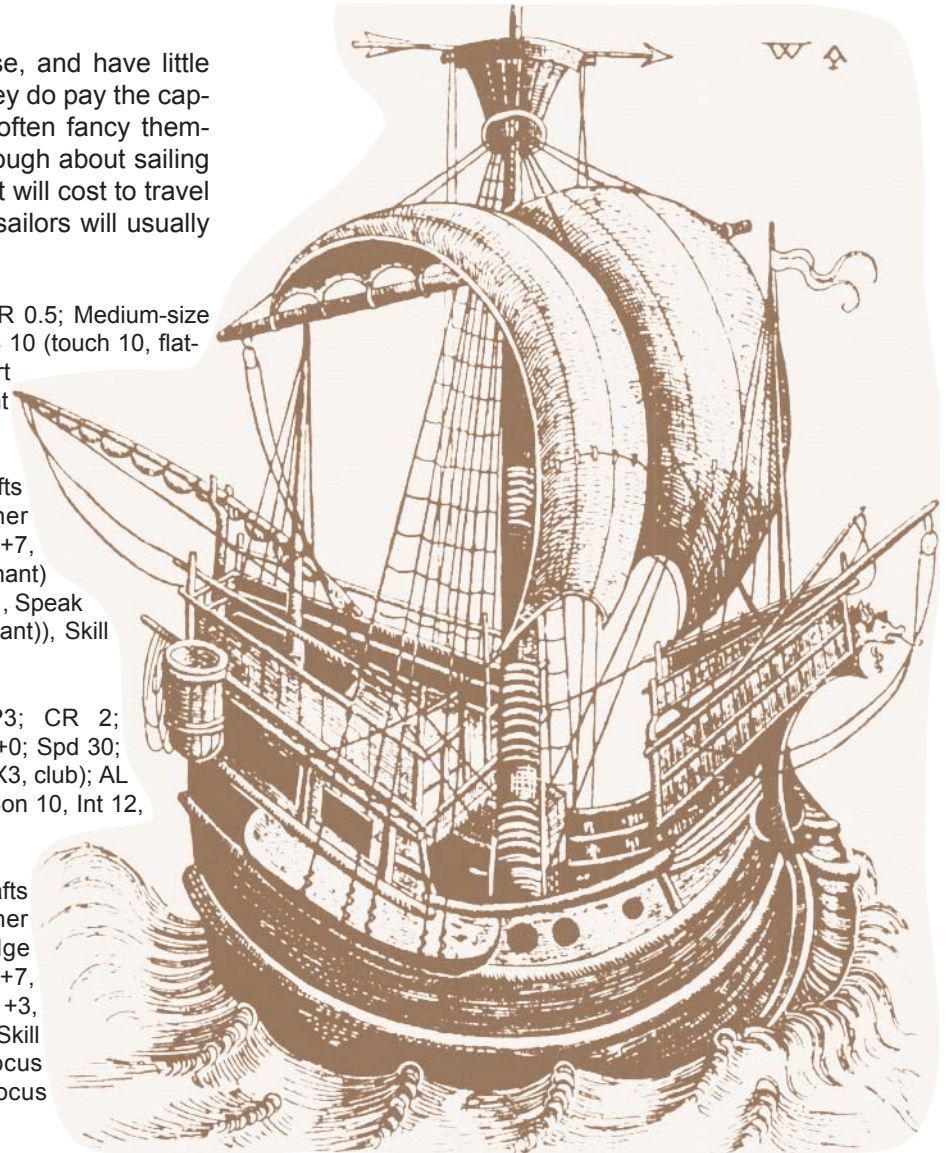 se, and have little
ey do pay the cap-
often fancy them-
ough about sailing
t will cost to travel
sailors will usually
R 0.5; Medium-size
10 (touch 10, flat-
rt
nt
fts
ner
+7,
nant)
, Speak
ant)), Skill
P3; CR 2;
+0; Spd 30;
X3, club); AL
on 10, Int 12,
afts
her
dge
+7,
+3,
Skill
ocus
ocus
W A